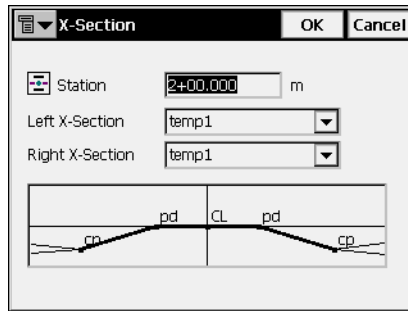 X-Section OK Cancel
Station 2+00.000 m
Left X-Section temp1
Right X-Section temp1
pd CL pd
cp cp